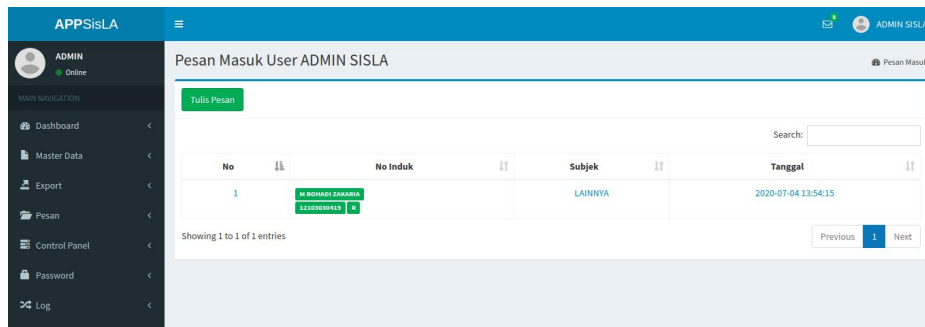 APPSisLA
0
ADMIN SISLA
ADMIN
Online
MAIN NAVIGATION
Dashboard
Master Data
Export
Pesan
Control Panel
Password
Log
Pesan Masuk User ADMIN SISLA
Pesan Masuk
Tulis Pesan
Search:
No No Induk Subjek Tanggal
1 M ROHADI ZAKARIA LAINNYA 2020-07-04 13:54:15
12103030419 R
Showing 1 to 1 of 1 entries
Previous 1 Next